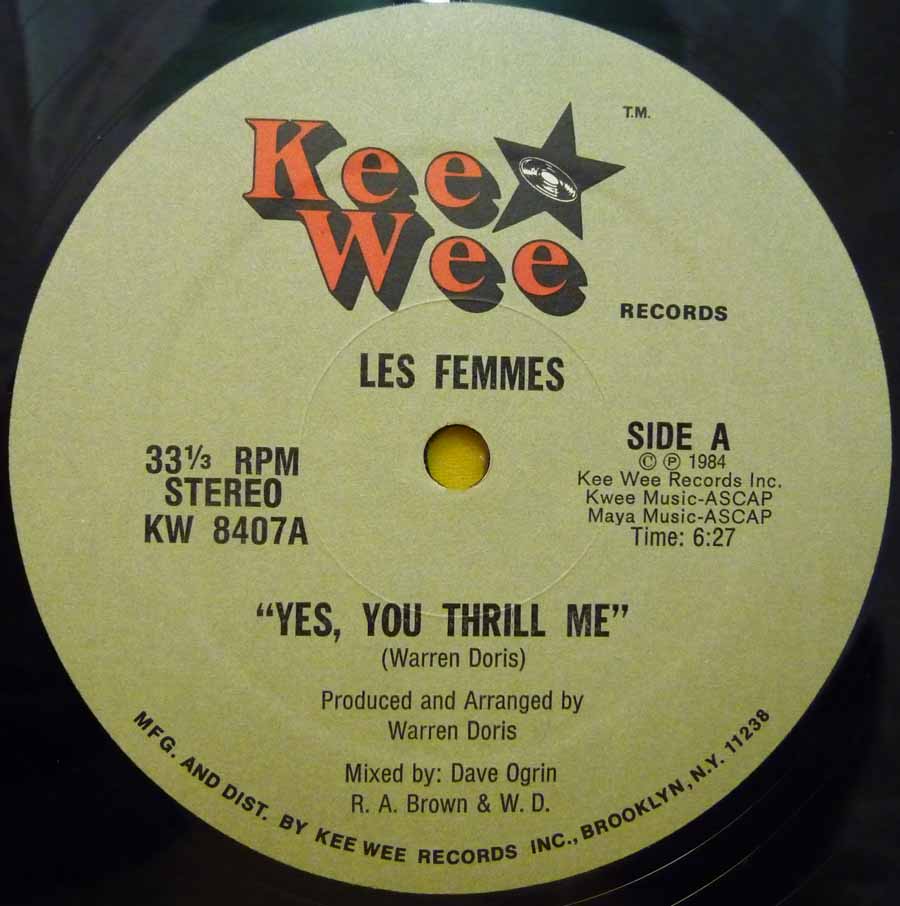 Kee
Wee
T.M.
RECORDS
LES FEMMES
33⅓ RPM
STEREO
KW 8407A
SIDE A
© ℗ 1984
Kee Wee Records Inc.
Kwee Music-ASCAP
Maya Music-ASCAP
Time: 6:27
“YES, YOU THRILL ME”
(Warren Doris)
Produced and Arranged by
Warren Doris
Mixed by: Dave Ogrin
R. A. Brown & W. D.
MFG. AND DIST. BY KEE WEE RECORDS INC., BROOKLYN, N.Y. 11238